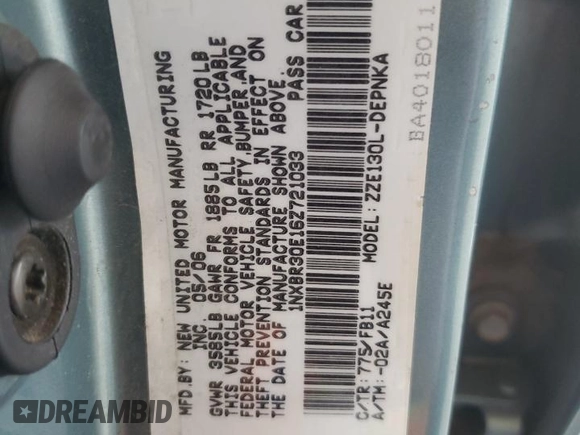 MFD.BY: NEW UNITED MOTOR MANUFACTURING
INC. 05/06
GVWR 3585LB GAWR FR 1885LB RR 1720LB
THIS VEHICLE CONFORMS TO ALL APPLICABLE
FEDERAL MOTOR VEHICLE SAFETY,BUMPER,AND
THEFT PREVENTION STANDARDS IN EFFECT ON
THE DATE OF MANUFACTURE SHOWN ABOVE.
1NXBR30E16Z721033 PASS CAR
C/TR:775/FB11 MODEL: ZZE130L-DEPNKA
A/TM:-02A/A245E
BA4018011
DREAMBID